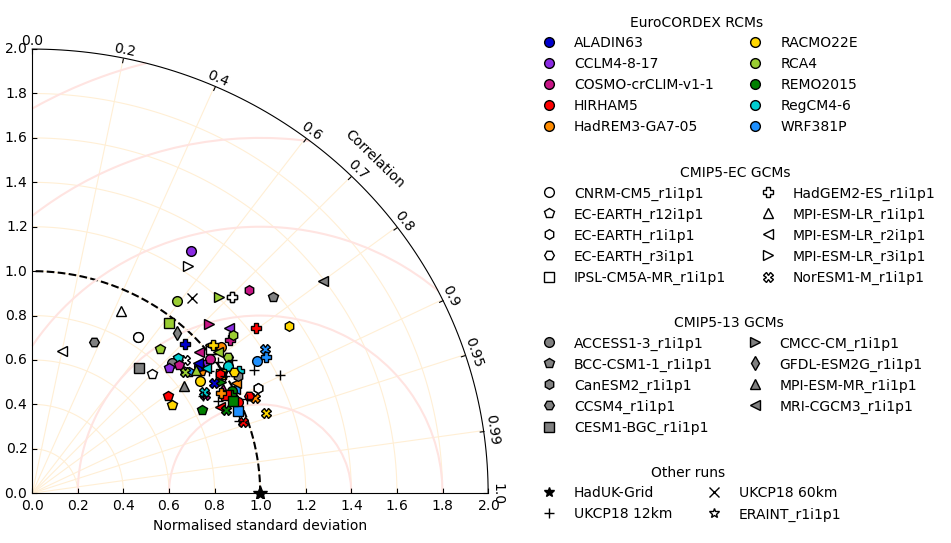 EuroCORDEX RCMs
ALADIN63
RACMO22E
CCLM4-8-17
RCA4
COSMO-crCLIM-v1-1
REMO2015
HIRHAM5
RegCM4-6
HadREM3-GA7-05
WRF381P
CMIP5-EC GCMs
CNRM-CM5_r1i1p1
HadGEM2-ES_r1i1p1
EC-EARTH_r12i1p1
MPI-ESM-LR_r1i1p1
EC-EARTH_r1i1p1
MPI-ESM-LR_r2i1p1
EC-EARTH_r3i1p1
MPI-ESM-LR_r3i1p1
IPSL-CM5A-MR_r1i1p1
NorESM1-M_r1i1p1
CMIP5-13 GCMs
ACCESS1-3_r1i1p1
CMCC-CM_r1i1p1
BCC-CSM1-1_r1i1p1
GFDL-ESM2G_r1i1p1
CanESM2_r1i1p1
MPI-ESM-MR_r1i1p1
CCSM4_r1i1p1
MRI-CGCM3_r1i1p1
CESM1-BGC_r1i1p1
Other runs
HadUK-Grid
UKCP18 60km
UKCP18 12km
ERAINT_r1i1p1
Correlation
0.0
0.2
0.4
0.6
0.7
0.8
0.9
0.95
0.99
1.0
2.0
1.8
1.6
1.4
1.2
1.0
0.8
0.6
0.4
0.2
0.0
0.0 0.2 0.4 0.6 0.8 1.0 1.2 1.4 1.6 1.8 2.0
Normalised standard deviation